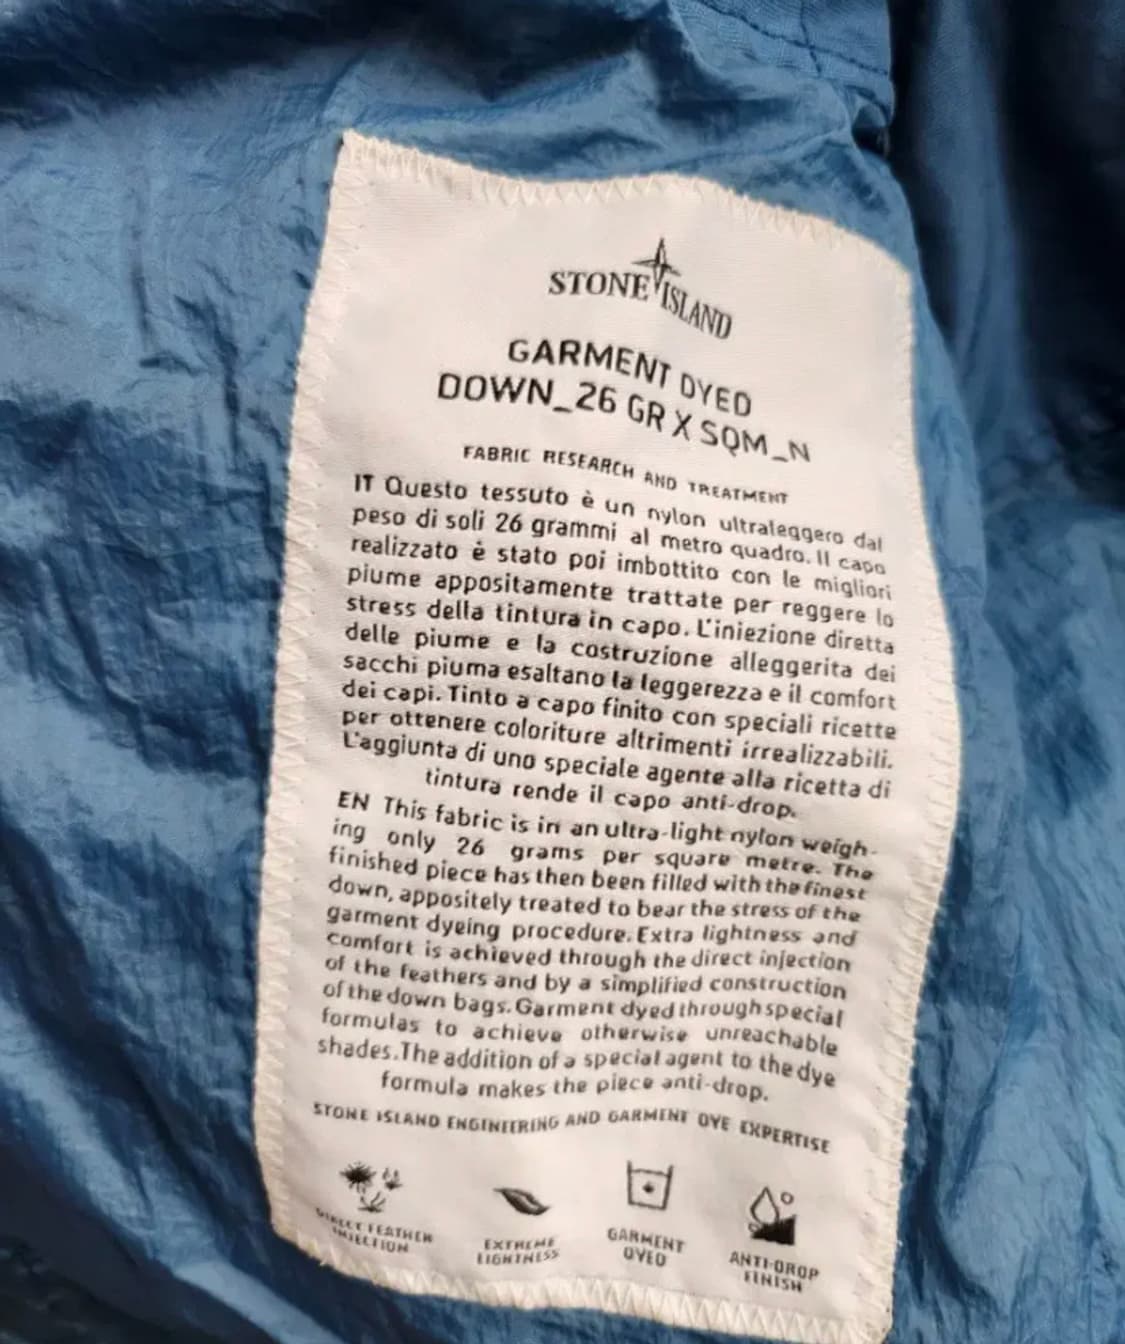 STONE ISLAND
GARMENT DYED
DOWN_26 GR X SQM_N
FABRIC RESEARCH AND TREATMENT
IT Questo tessuto è un nylon ultraleggero dal
peso di soli 26 grammi al metro quadro. Il capo
realizzato è stato poi imbottito con le migliori
piume appositamente trattate per reggere lo
stress della tintura in capo. L'iniezione diretta
delle piume e la costruzione alleggerita dei
sacchi piuma esaltano la leggerezza e il comfort
dei capi. Tinto a capo finito con speciali ricette
per ottenere coloriture altrimenti irrealizzabili.
L'aggiunta di uno speciale agente alla ricetta di
tintura rende il capo anti-drop.
EN This fabric is in an ultra-light nylon weigh-
ing only 26 grams per square metre. The
finished piece has then been filled with the finest
down, appositely treated to bear the stress of the
garment dyeing procedure. Extra lightness and
comfort is achieved through the direct injection
of the feathers and by a simplified construction
of the down bags. Garment dyed through special
formulas to achieve otherwise unreachable
shades. The addition of a special agent to the dye
formula makes the piece anti-drop.
STONE ISLAND ENGINEERING AND GARMENT DYE EXPERTISE
DIRECT FEATHER
INJECTION
EXTREME
LIGHTNESS
GARMENT
DYED
ANTI-DROP
FINISH